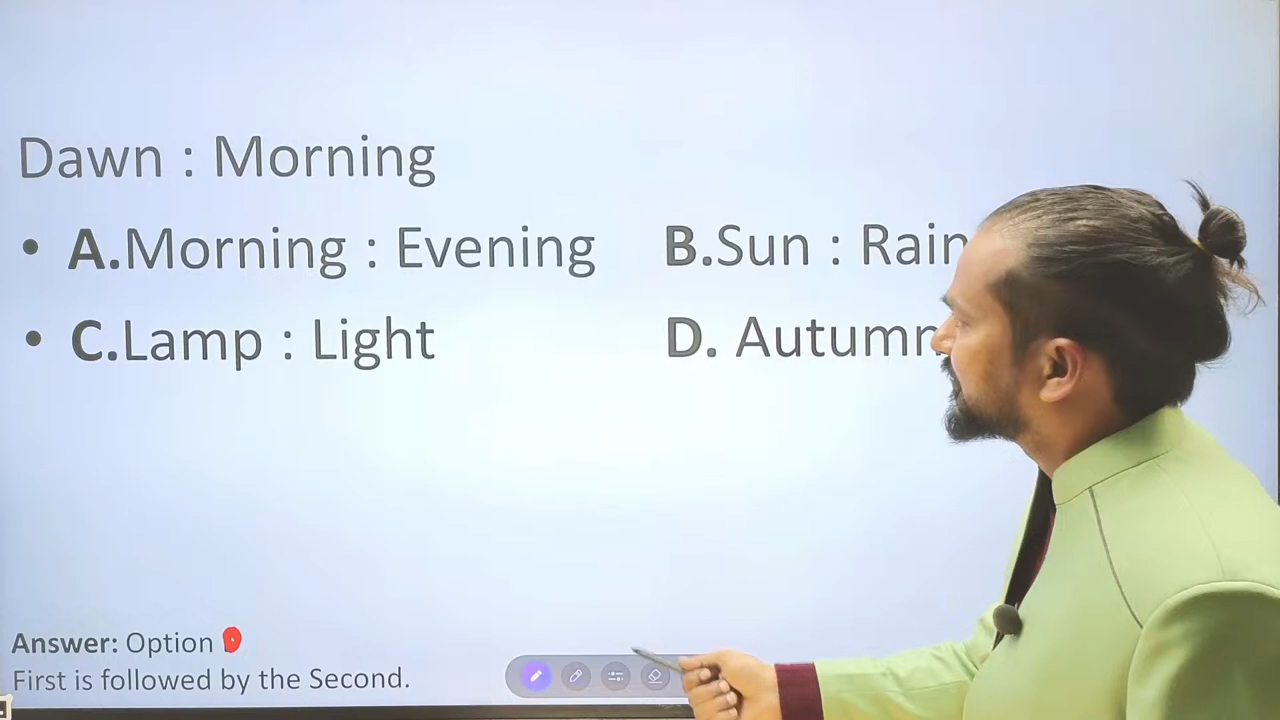 Dawn : Morning
• A.Morning : Evening B.Sun : Rain
• C.Lamp : Light D. Autumn
Answer: Option
First is followed by the Second.